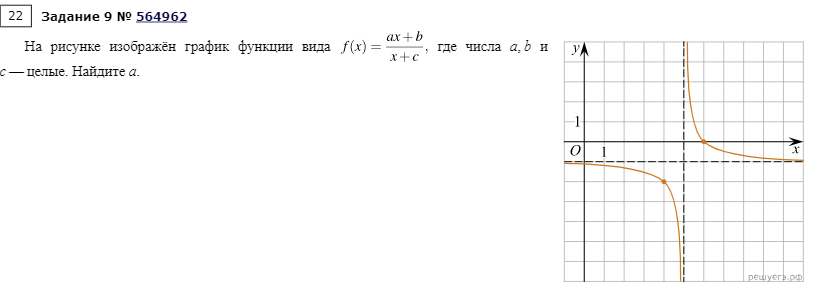 22 Задание 9 № 564962
На рисунке изображён график функции вида f(x) = \frac{ax+b}{x+c}, где числа a, b и
c — целые. Найдите a.
y
1
O 1 x
решуегэ.рф